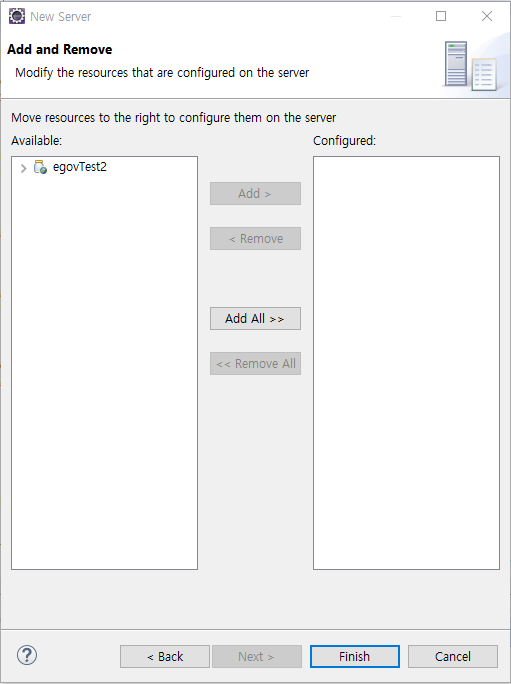 New Server
Add and Remove
Modify the resources that are configured on the server
Move resources to the right to configure them on the server
Available:
Configured:
egovTest2
Add >
< Remove
Add All >>
<< Remove All
?
< Back
Next >
Finish
Cancel